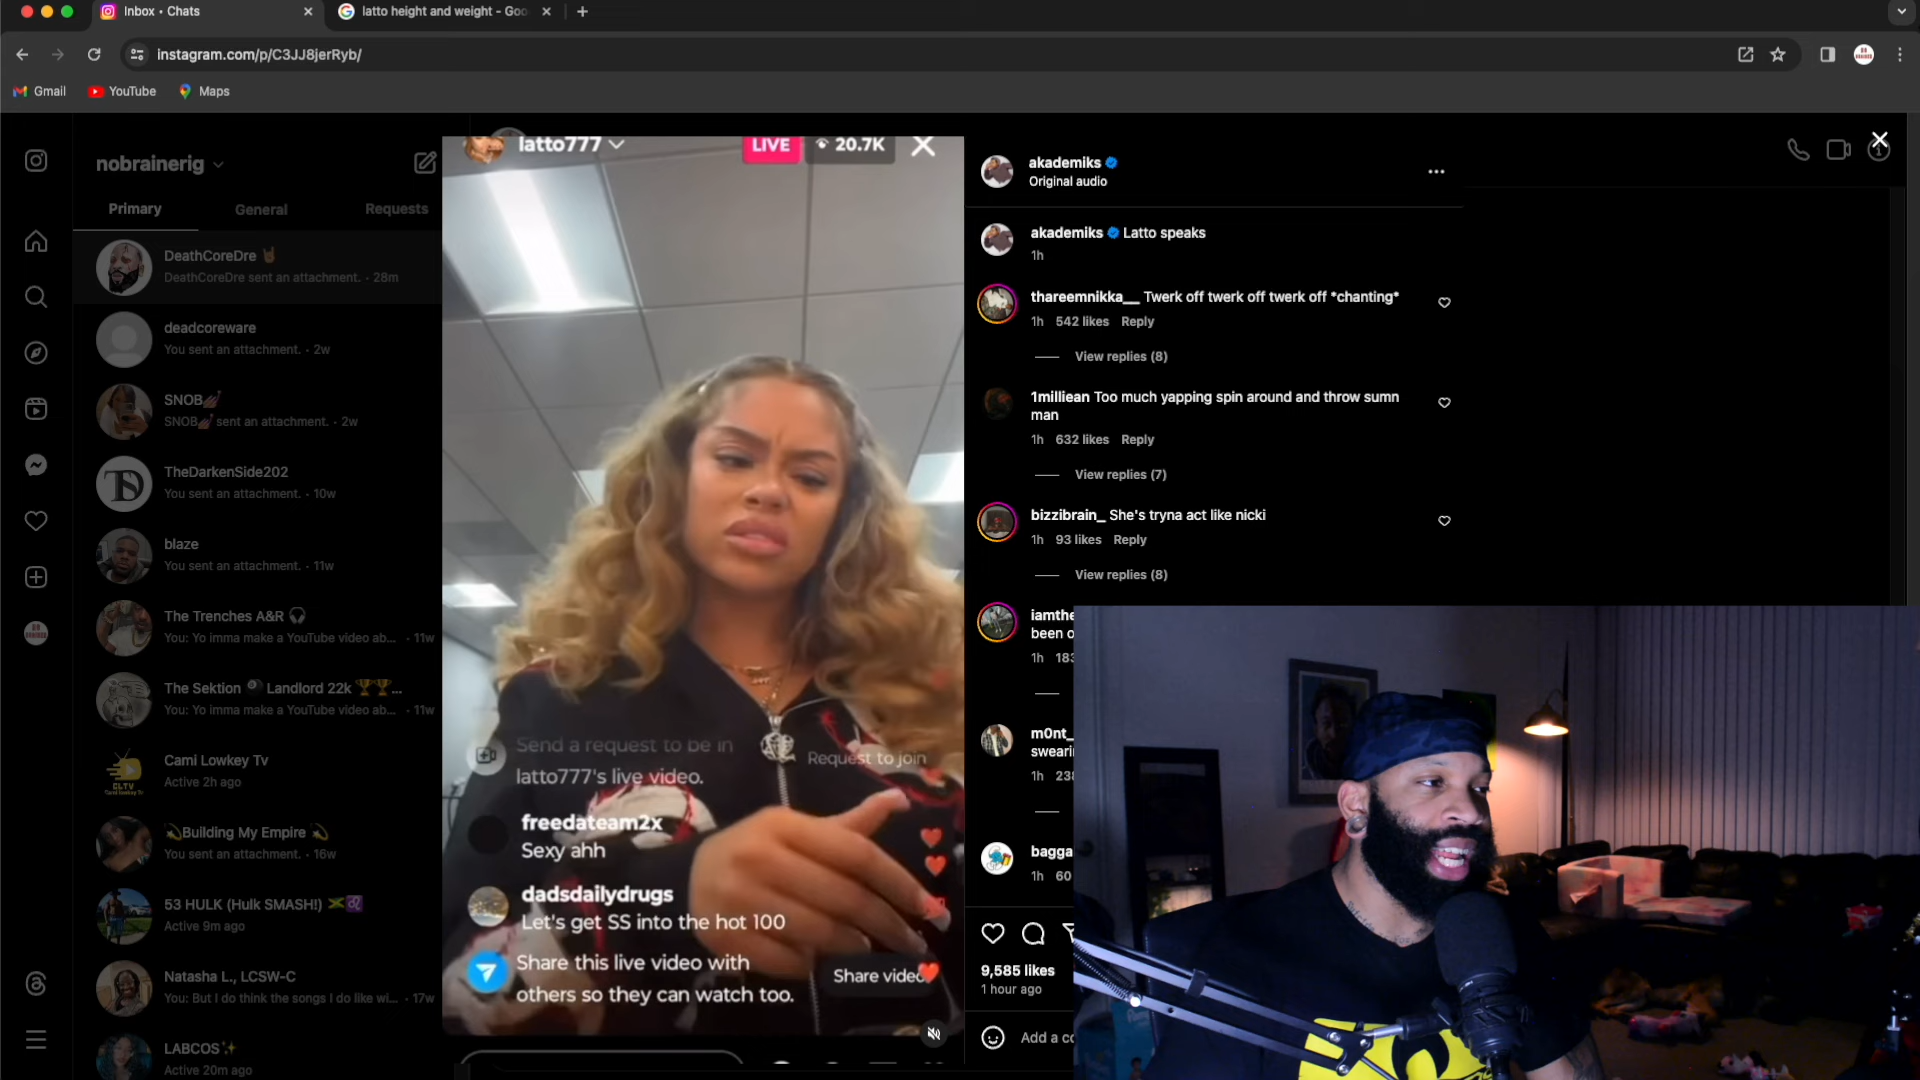 Inbox • Chats
latto height and weight - Goo
instagram.com/p/C3JJ8jerRyb/
Gmail
YouTube
Maps
nobrainerig
Primary
General
Requests
DeathCoreDre 🤘🏾
DeathCoreDre sent an attachment. · 28m
deadcoreware
You sent an attachment. · 2w
SNOB💅🏾
SNOB💅🏾 sent an attachment. · 2w
TheDarkenSide202
You sent an attachment. · 10w
blaze
You sent an attachment. · 11w
The Trenches A&R 🎧
You: Yo imma make a YouTube video ab... · 11w
The Sektion 🎱 Landlord 22k 🏆🏆...
You: Yo imma make a YouTube video ab... · 11w
Cami Lowkey Tv
Active 2h ago
💫Building My Empire 💫
You sent an attachment. · 16w
53 HULK (Hulk SMASH!) 🇯🇲♌
Active 9m ago
Natasha L., LCSW-C
You: But I do think the songs I do like wi... · 17w
LABCOS✨
Active 20m ago
latto777
LIVE
20.7K
Send a request to be in
latto777's live video.
Request to join
freedateam2x
Sexy ahh
dadsdailydrugs
Let's get SS into the hot 100
Share this live video with
others so they can watch too.
Share video
akademiks
Original audio
akademiks Latto speaks
1h
thareemnikka__ Twerk off twerk off twerk off *chanting*
1h 542 likes Reply
View replies (8)
1milliean Too much yapping spin around and throw sumn
man
1h 632 likes Reply
View replies (7)
bizzibrain_ She's tryna act like nicki
1h 93 likes Reply
View replies (8)
iamthe
been o
1h 183
m0nt_
swearin
1h 238
bagga
1h 60
9,585 likes
1 hour ago
Add a co